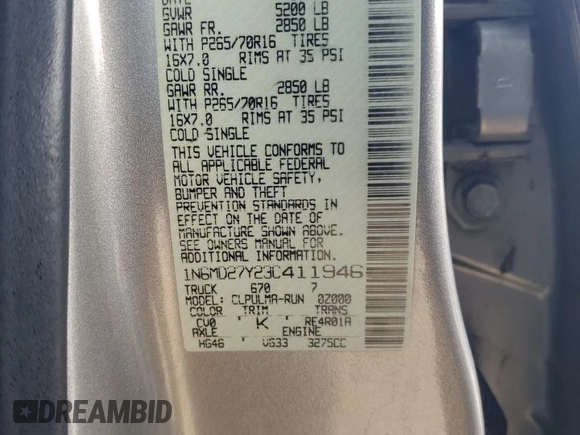 DATE
GVWR 5200 LB
GAWR FR. 2850 LB
WITH P265/70R16 TIRES
16X7.0 RIMS AT 35 PSI
COLD SINGLE
GAWR RR. 2850 LB
WITH P265/70R16 TIRES
16X7.0 RIMS AT 35 PSI
COLD SINGLE
THIS VEHICLE CONFORMS TO
ALL APPLICABLE FEDERAL
MOTOR VEHICLE SAFETY,
BUMPER AND THEFT
PREVENTION STANDARDS IN
EFFECT ON THE DATE OF
MANUFACTURE SHOWN ABOVE.
SEE OWNERS MANUAL FOR
ADDITIONAL INFORMATION
1N6MD27Y23C411946
TRUCK 670 7
MODEL: CLPULMA-RUN 0Z000
COLOR TRIM TRANS
CV0 K RE4R01A
AXLE ENGINE
HG46 VG33 3275CC
DREAMBID